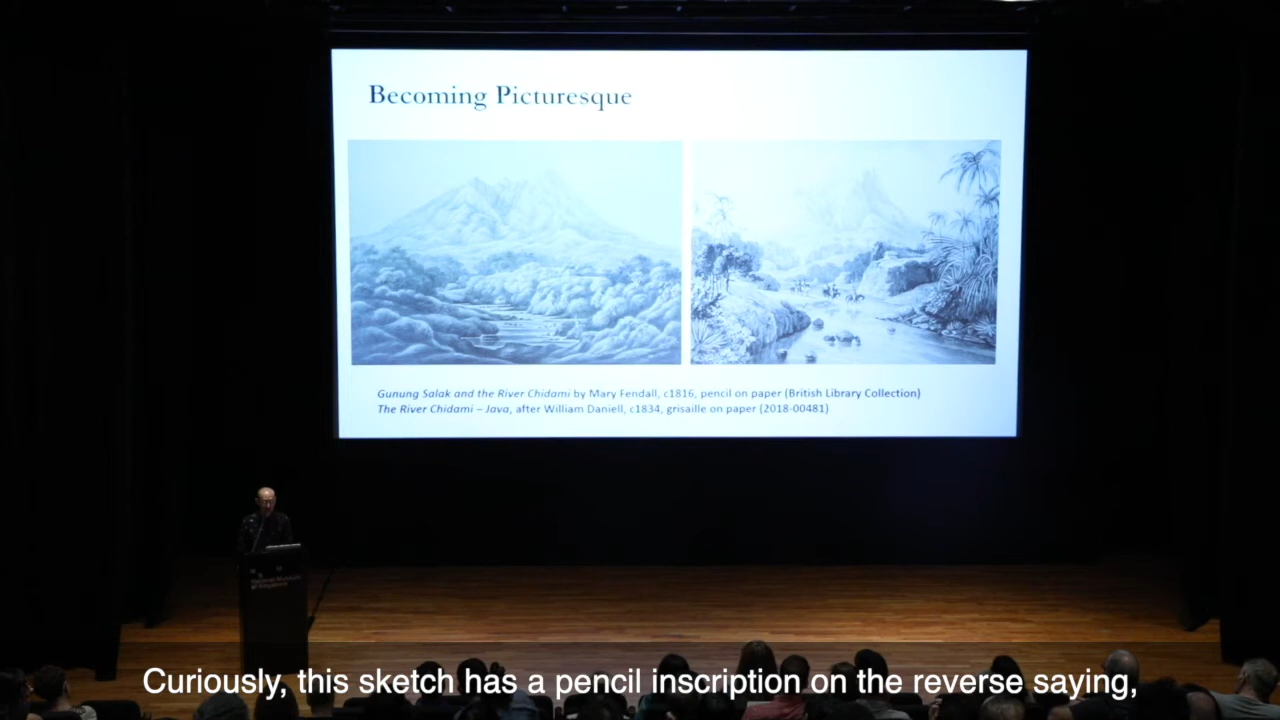 Becoming Picturesque
Gunung Salak and the River Chidami by Mary Fendall, c1816, pencil on paper (British Library Collection)
The River Chidami – Java, after William Daniell, c1834, grisaille on paper (2018-00481)
National Museum
Curiously, this sketch has a pencil inscription on the reverse saying,